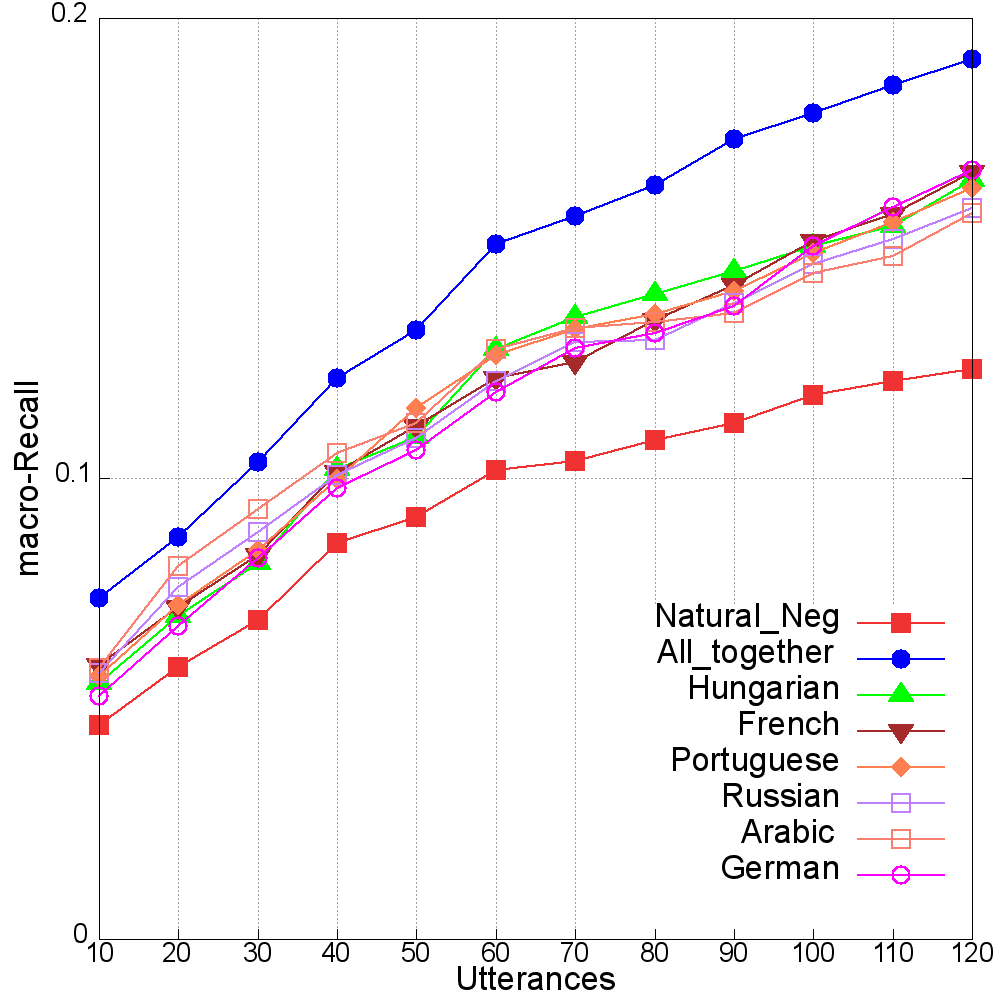 0.2
0.1
0
macro-Recall
Natural_Neg
All_together
Hungarian
French
Portuguese
Russian
Arabic
German
10 20 30 40 50 60 70 80 90 100 110 120
Utterances